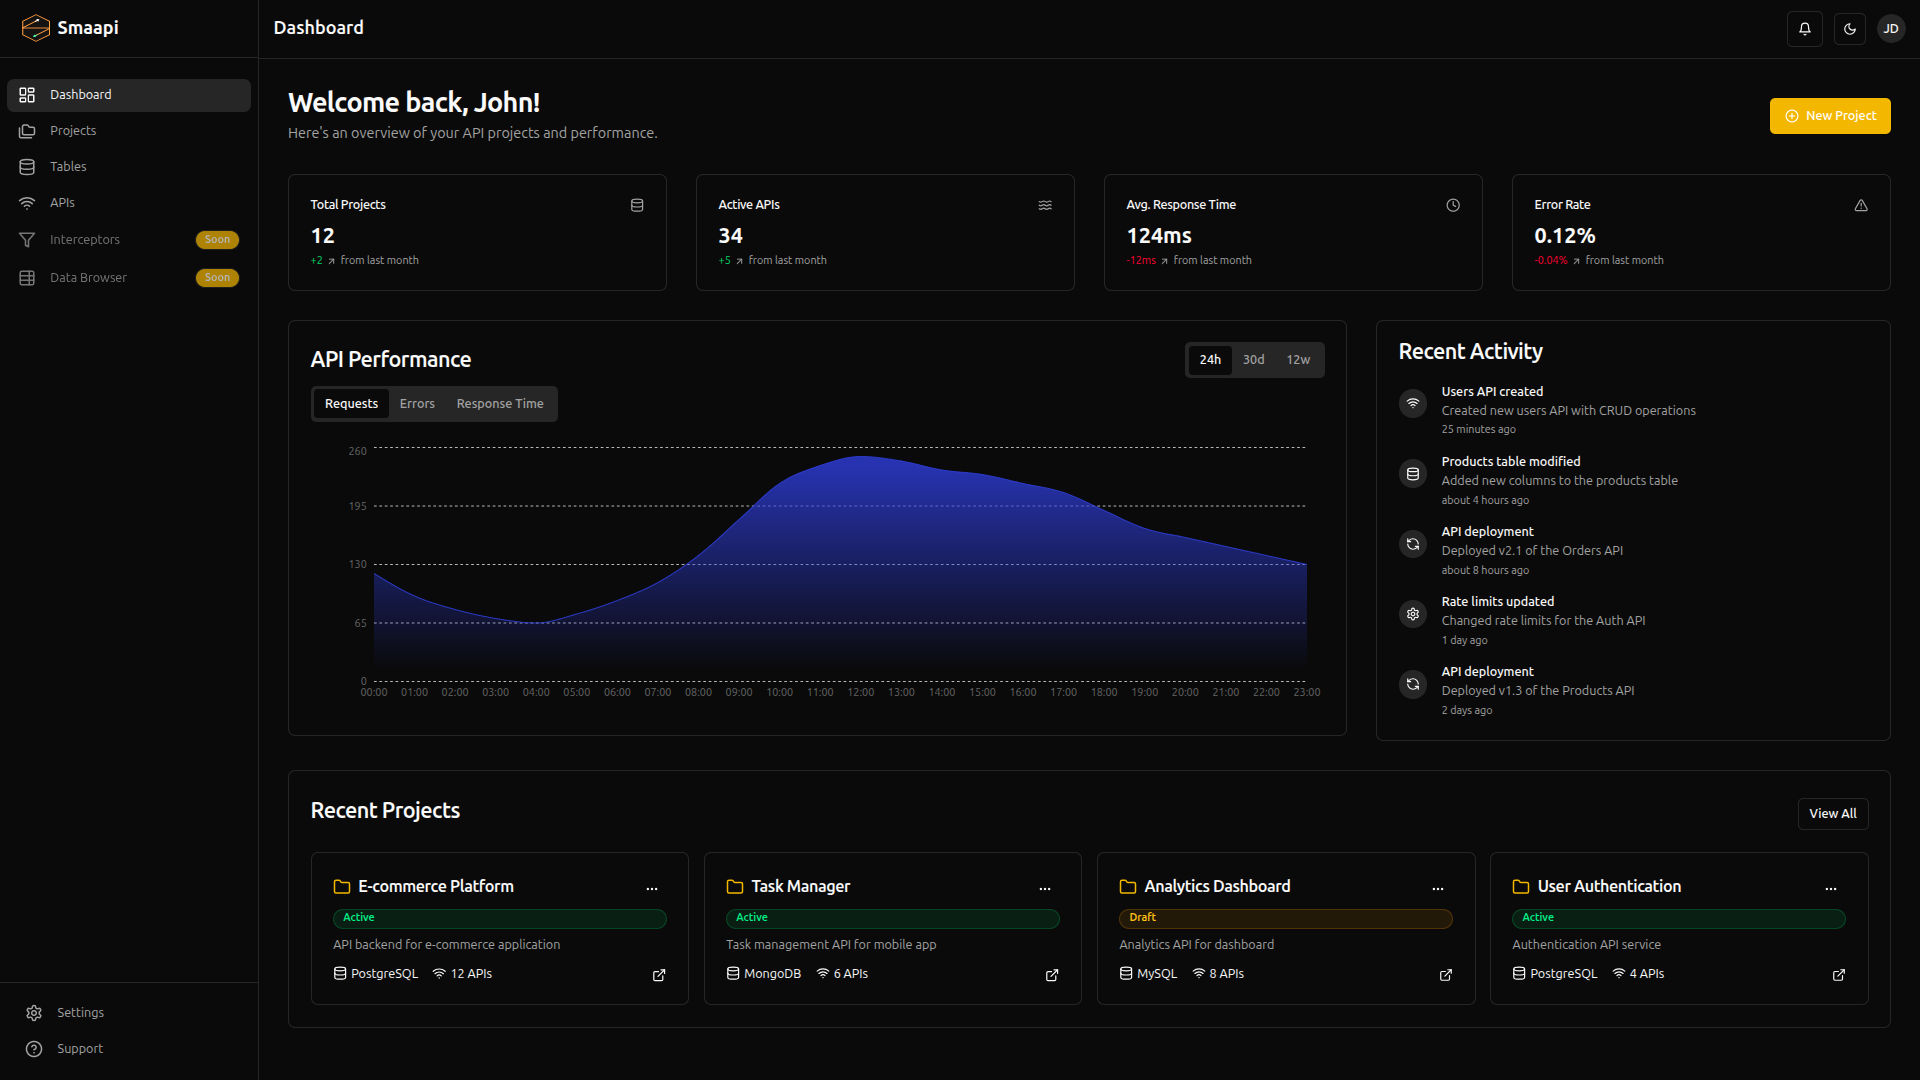 Smaapi
Dashboard
JD
Dashboard
Projects
Tables
APIs
Interceptors Soon
Data Browser Soon
Settings
Support
Welcome back, John!
Here's an overview of your API projects and performance.
New Project
Total Projects
12
+2 from last month
Active APIs
34
+5 from last month
Avg. Response Time
124ms
-12ms from last month
Error Rate
0.12%
-0.04% from last month
API Performance
24h 30d 12w
Requests Errors Response Time
260
195
130
65
0
00:00 01:00 02:00 03:00 04:00 05:00 06:00 07:00 08:00 09:00 10:00 11:00 12:00 13:00 14:00 15:00 16:00 17:00 18:00 19:00 20:00 21:00 22:00 23:00
Recent Activity
Users API created
Created new users API with CRUD operations
25 minutes ago
Products table modified
Added new columns to the products table
about 4 hours ago
API deployment
Deployed v2.1 of the Orders API
about 8 hours ago
Rate limits updated
Changed rate limits for the Auth API
1 day ago
API deployment
Deployed v1.3 of the Products API
2 days ago
Recent Projects
View All
E-commerce Platform
Active
API backend for e-commerce application
PostgreSQL 12 APIs
Task Manager
Active
Task management API for mobile app
MongoDB 6 APIs
Analytics Dashboard
Draft
Analytics API for dashboard
MySQL 8 APIs
User Authentication
Active
Authentication API service
PostgreSQL 4 APIs